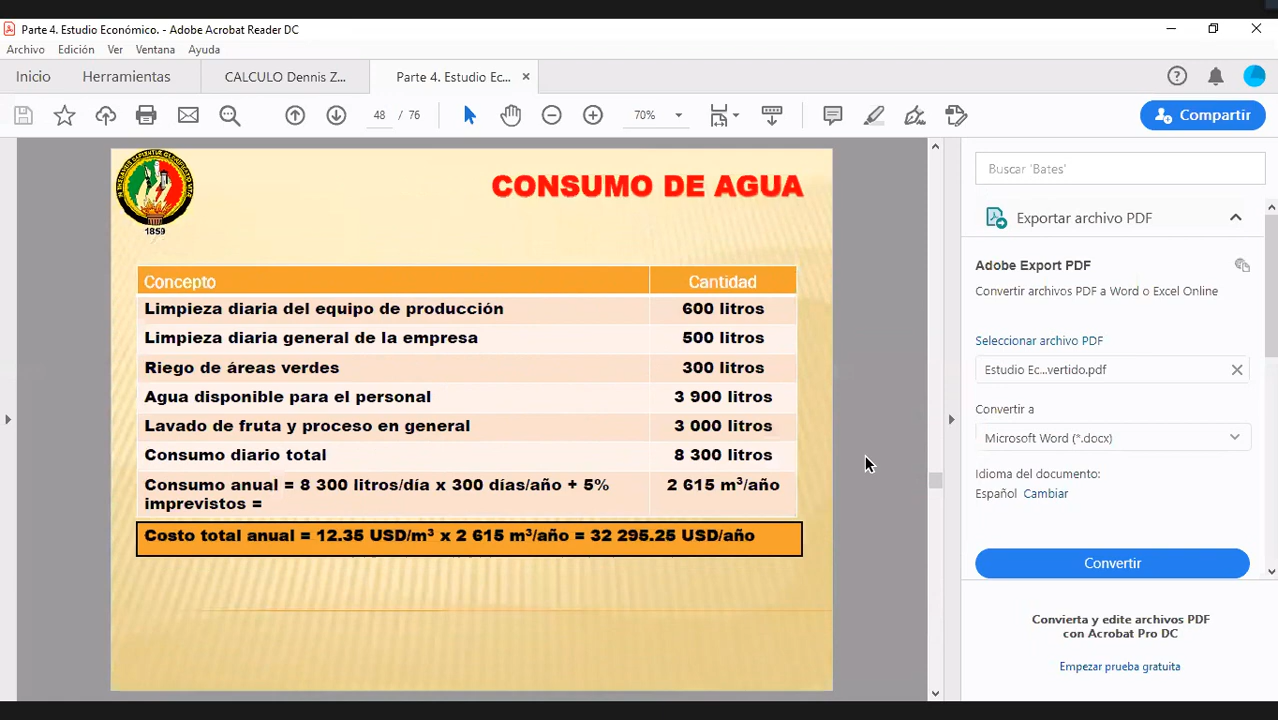 Parte 4. Estudio Económico. - Adobe Acrobat Reader DC
Archivo Edición Ver Ventana Ayuda
Inicio Herramientas CALCULO Dennis Z... Parte 4. Estudio Ec... ×
48 / 76 70% Compartir
1859
CONSUMO DE AGUA
Concepto Cantidad
Limpieza diaria del equipo de producción 600 litros
Limpieza diaria general de la empresa 500 litros
Riego de áreas verdes 300 litros
Agua disponible para el personal 3 900 litros
Lavado de fruta y proceso en general 3 000 litros
Consumo diario total 8 300 litros
Consumo anual = 8 300 litros/día x 300 días/año + 5% 2 615 m³/año
imprevistos =
Costo total anual = 12.35 USD/m³ x 2 615 m³/año = 32 295.25 USD/año
Buscar 'Bates'
Exportar archivo PDF
Adobe Export PDF
Convertir archivos PDF a Word o Excel Online
Seleccionar archivo PDF
Estudio Ec...vertido.pdf
Convertir a
Microsoft Word (*.docx)
Idioma del documento:
Español Cambiar
Convertir
Convierta y edite archivos PDF
con Acrobat Pro DC
Empezar prueba gratuita